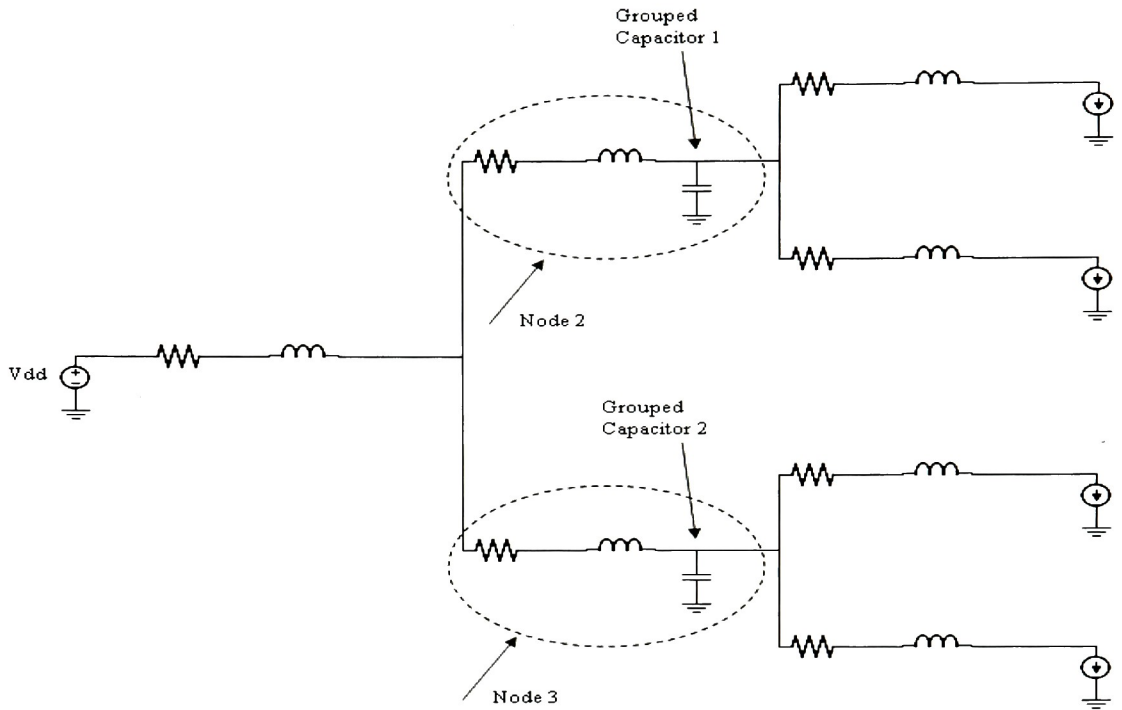 Grouped
Capacitor 1
Node 2
Vdd
Grouped
Capacitor 2
Node 3